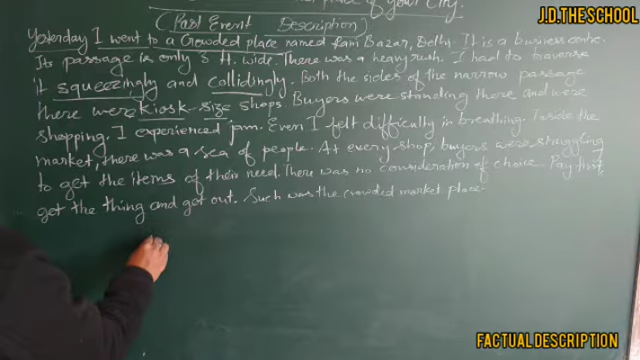 place of your City.
J.D.THESCHOOL
(Past Event Description)
Yesterday I went to a Crowded place named Bazar, Delhi. It is a business centre.
Its passage is only 5 ft. wide. There was a heavy rush. I had to traverse
it squeezingly and collidingly. Both the sides of the narrow passage
there were Kiosk-size shops. Buyers were standing there and were
shopping. I experienced jam. Even I felt difficulty in breathing. Inside the
market, there was a sea of people. At every shop, buyers were struggling
to get the items of their need. There was no consideration of choice. Pay
get the thing and get out. Such was the crowded market place.
FACTUAL DESCRIPTION